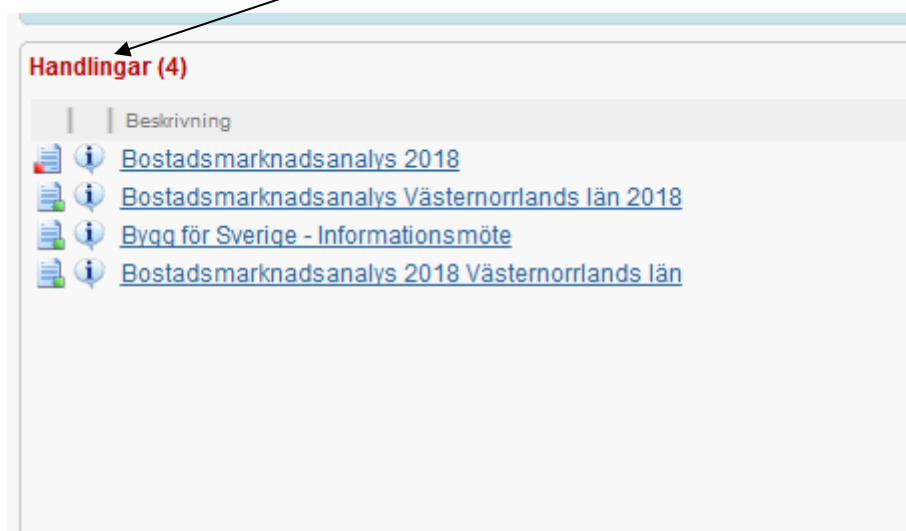 Handlingar (4)
Beskrivning
Bostadsmarknadsanalys 2018
Bostadsmarknadsanalys Västernorrlands län 2018
Bygg för Sverige - Informationsmöte
Bostadsmarknadsanalys 2018 Västernorrlands län